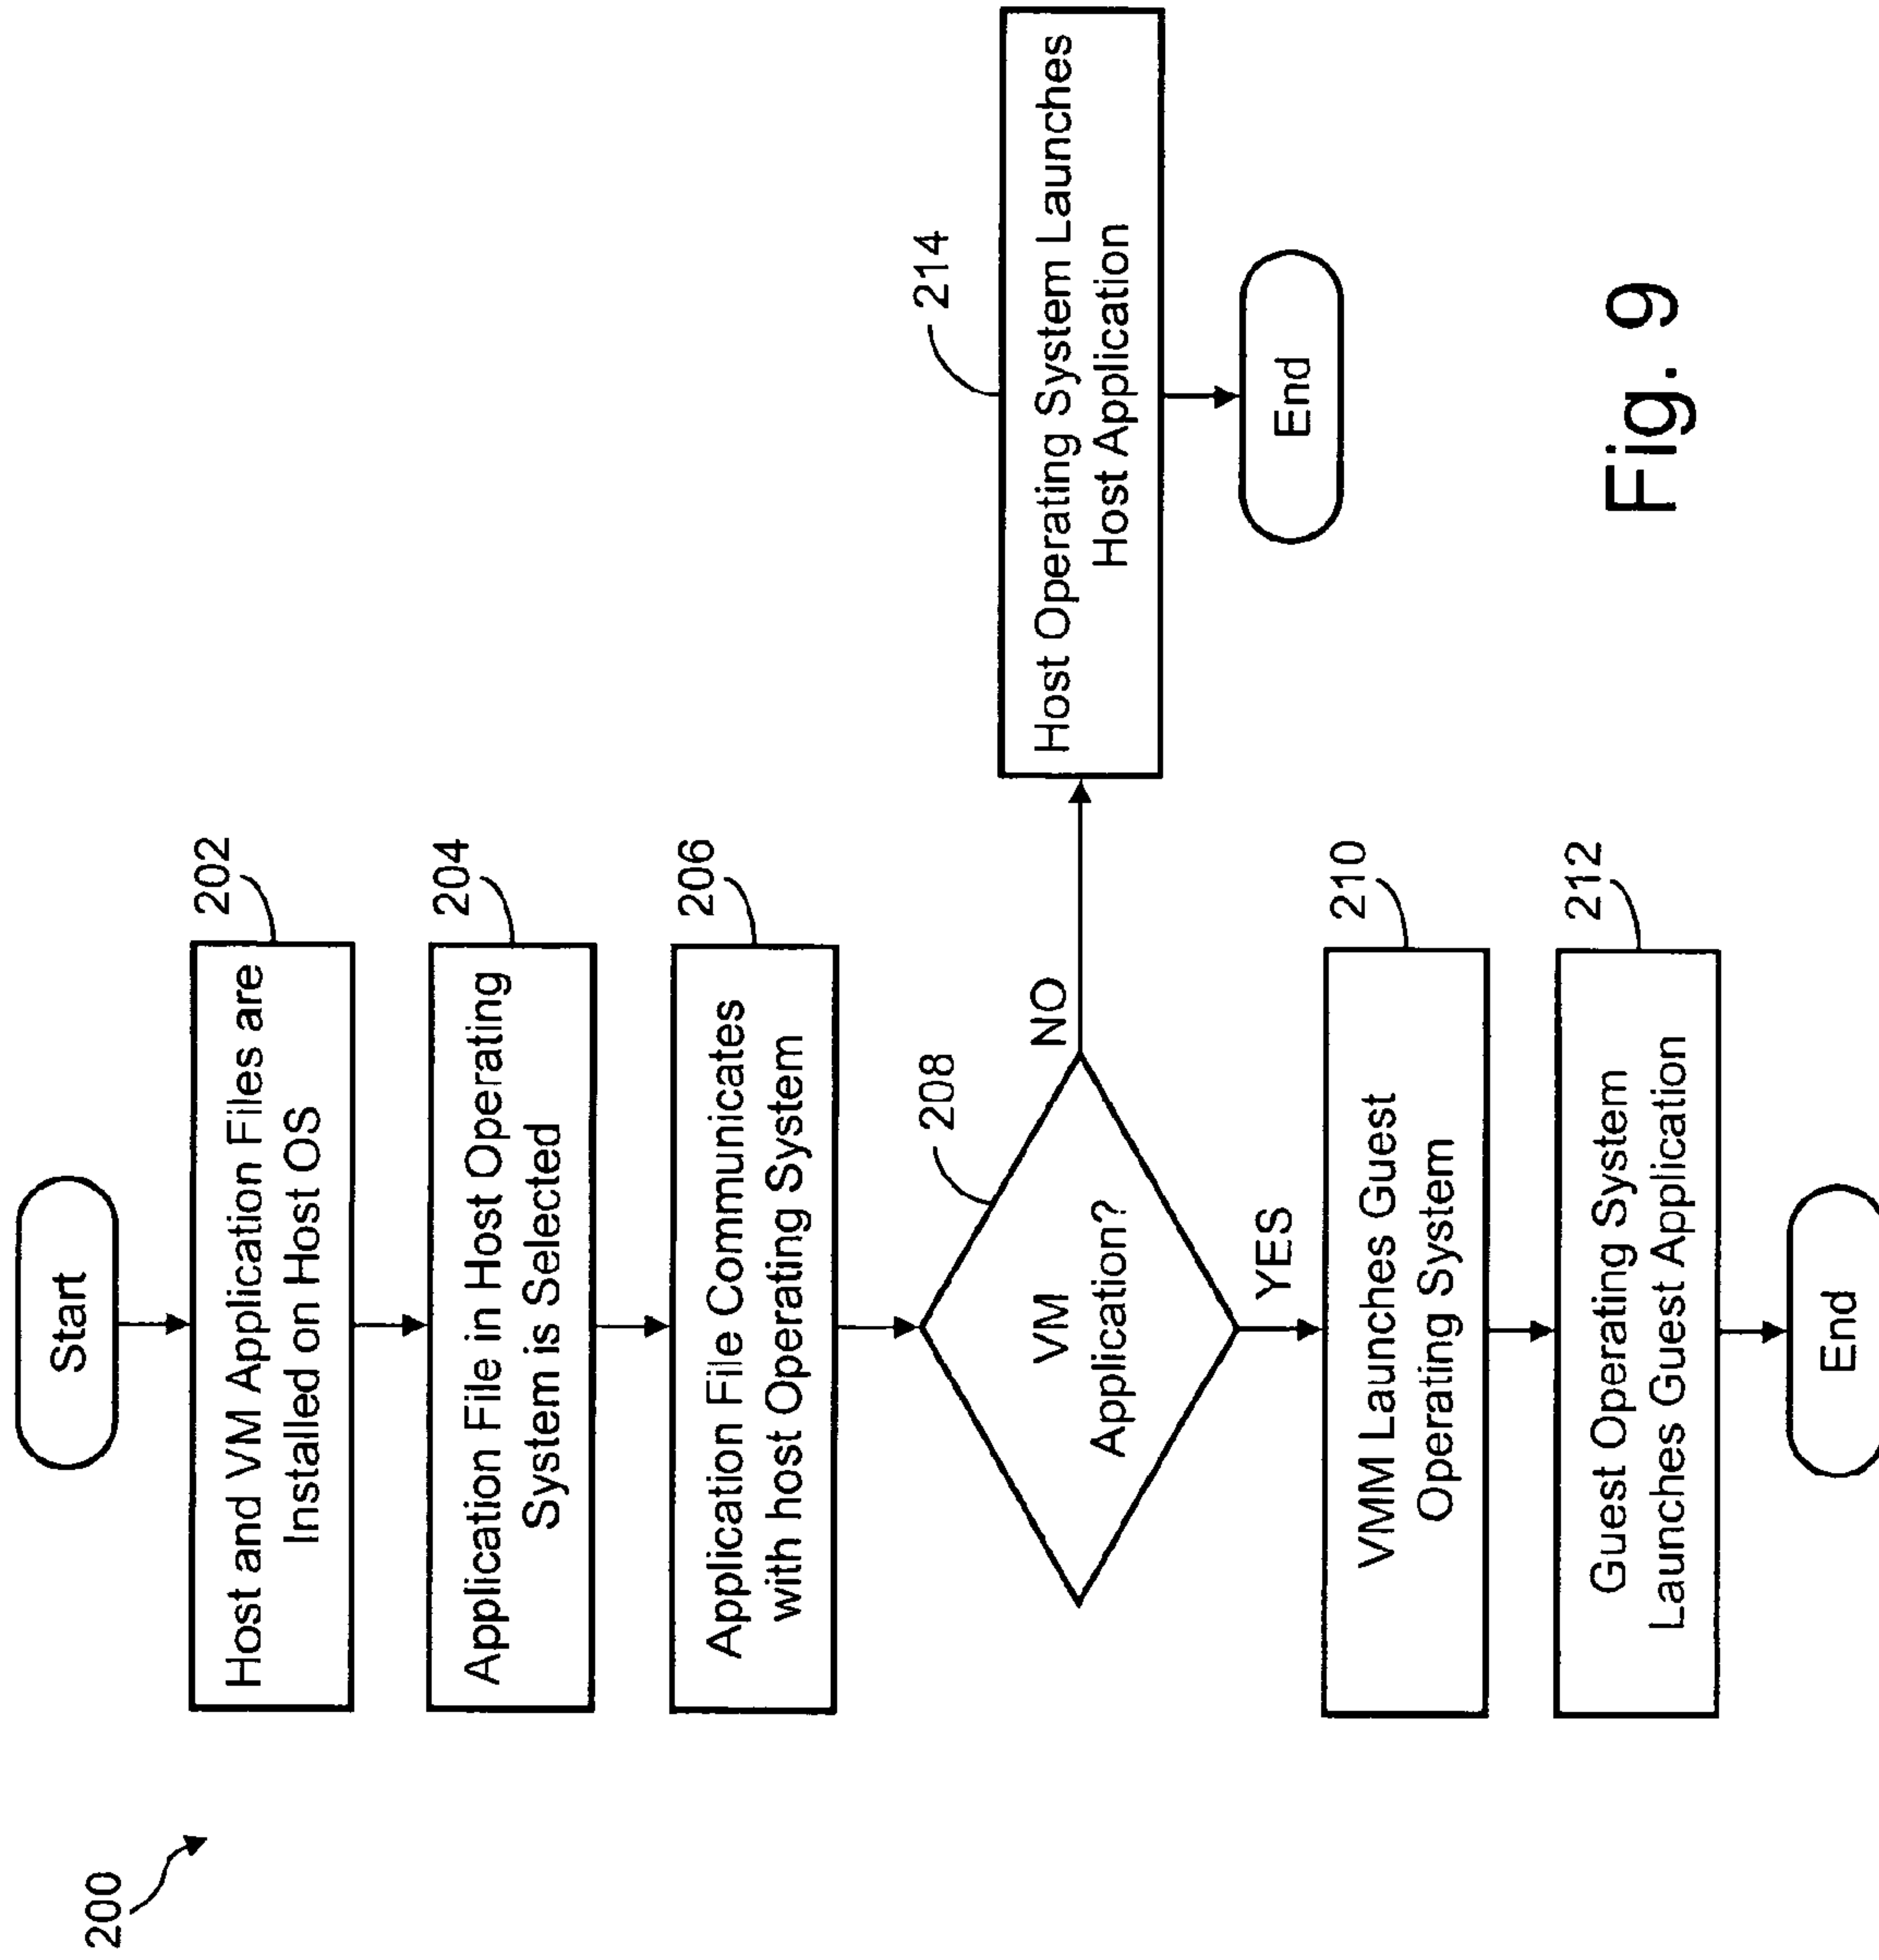 200
Start
202
Host and VM Application Files are
Installed on Host OS
204
Application File in Host Operating
System is Selected
206
Application File Communicates
with host Operating System
208
VM
Application?
NO
214
Host Operating System Launches
Host Application
End
YES
210
VMM Launches Guest
Operating System
212
Guest Operating System
Launches Guest Application
End
Fig. 9